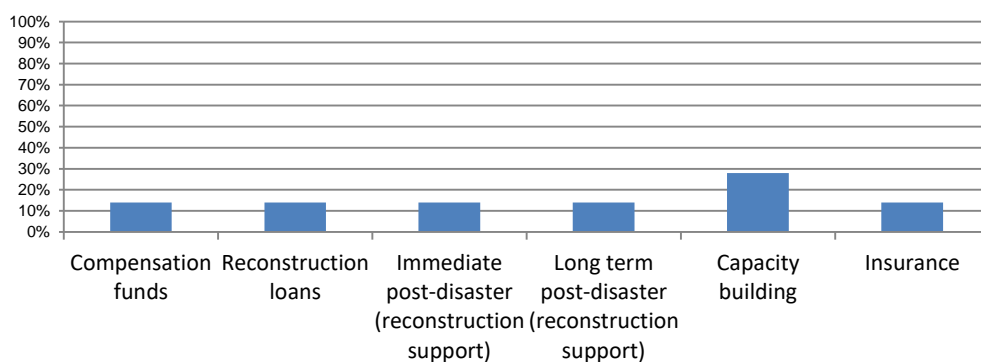 100%
90%
80%
70%
60%
50%
40%
30%
20%
10%
0%
Compensation
funds
Reconstruction
loans
Immediate
post-disaster
(reconstruction
support)
Long term
post-disaster
(reconstruction
support)
Capacity
building
Insurance